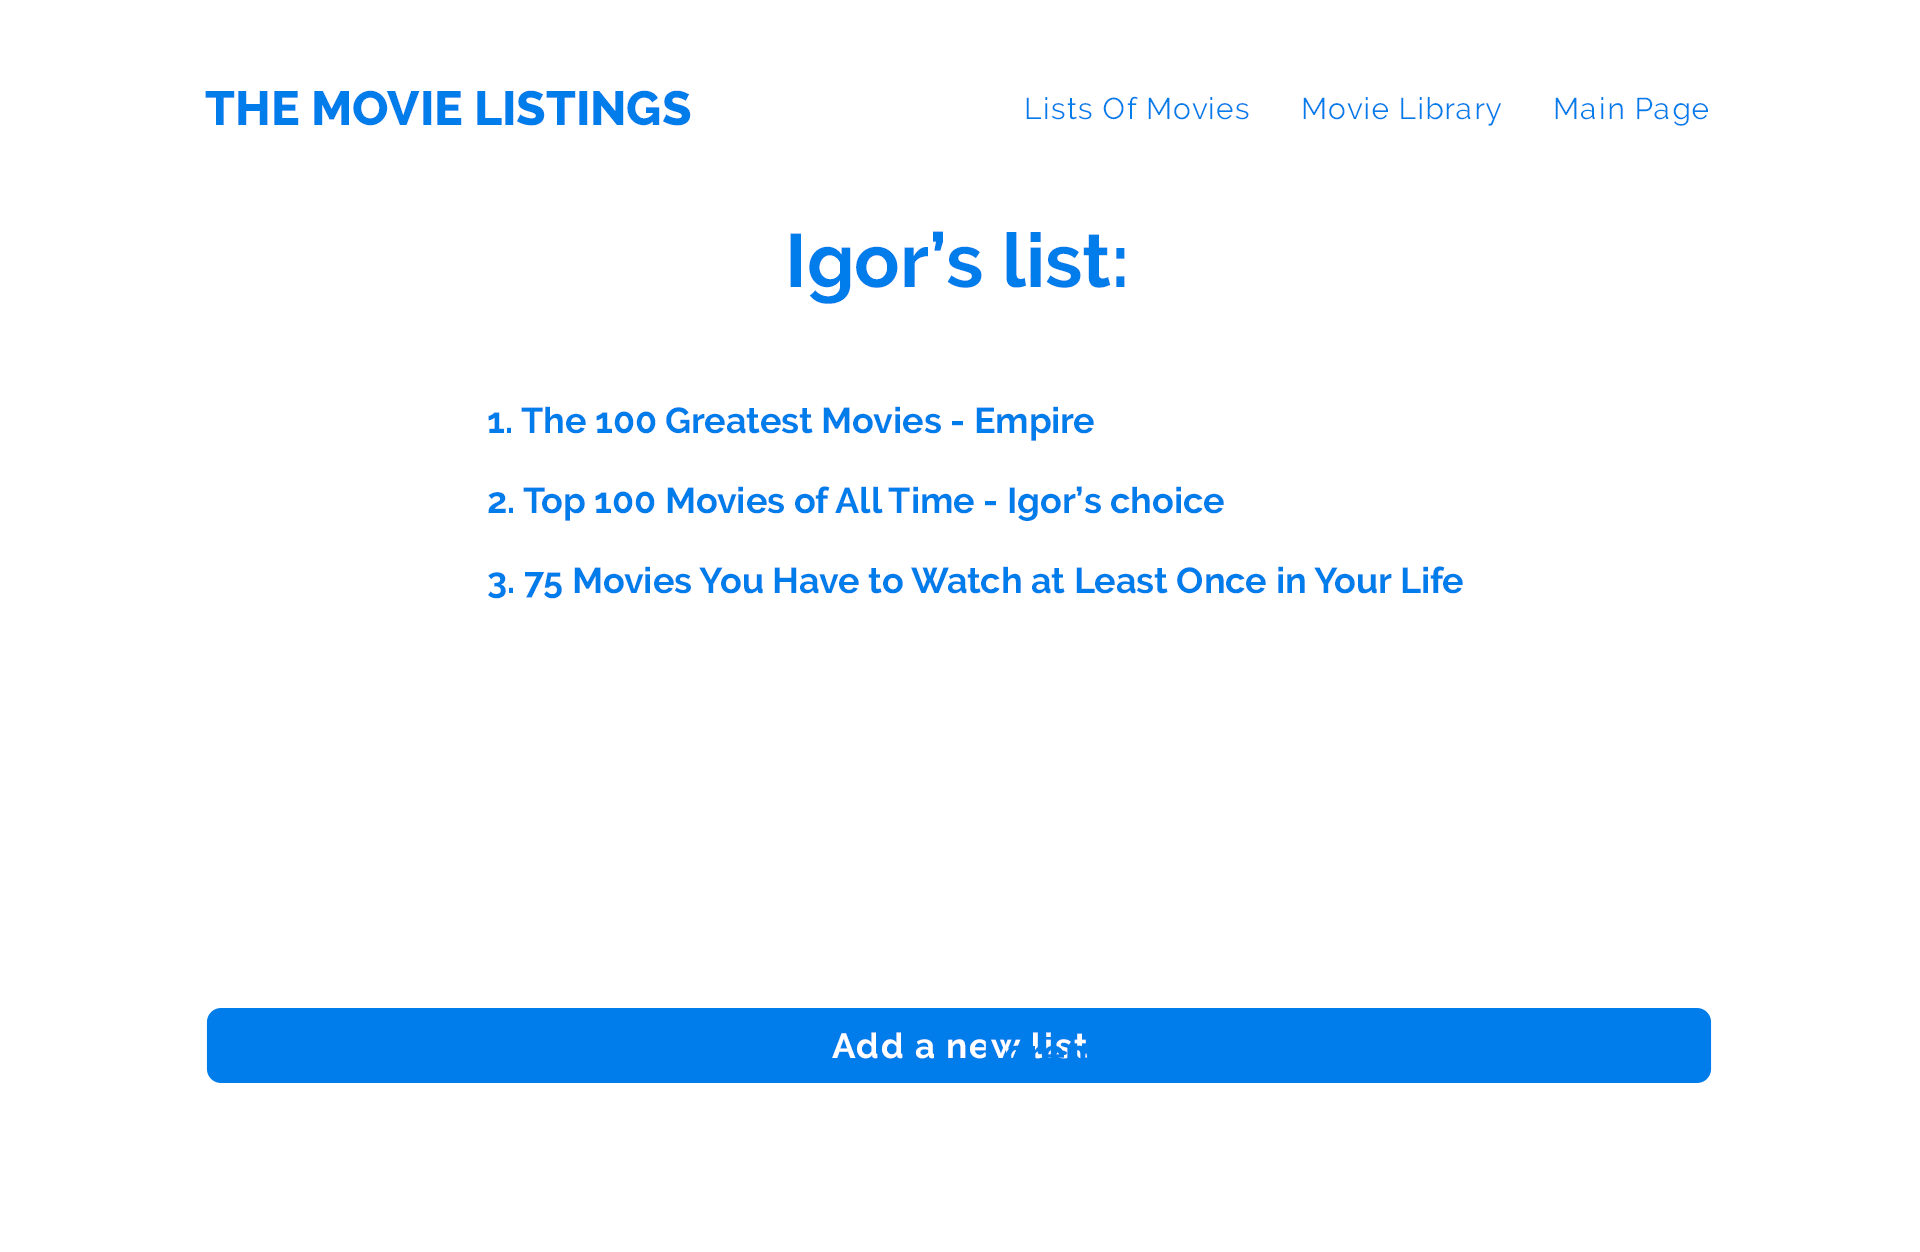 THE MOVIE LISTINGS
Lists Of Movies Movie Library Main Page
Igor’s list:
1. The 100 Greatest Movies - Empire
2. Top 100 Movies of All Time - Igor’s choice
3. 75 Movies You Have to Watch at Least Once in Your Life
Add a new list